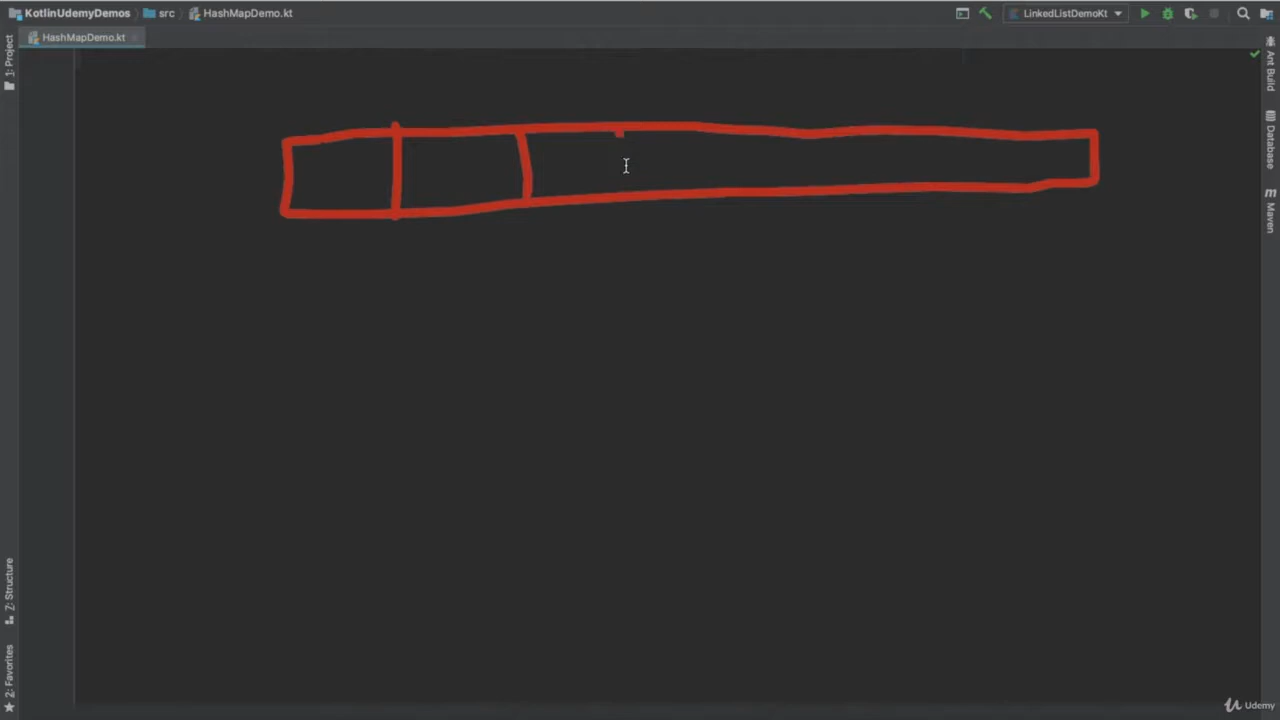 KotlinUdemyDemos src HashMapDemo.kt LinkedListDemoKt
HashMapDemo.kt
1: Project
Ant Build
Database
m Maven
Z: Structure
2: Favorites
Udemy